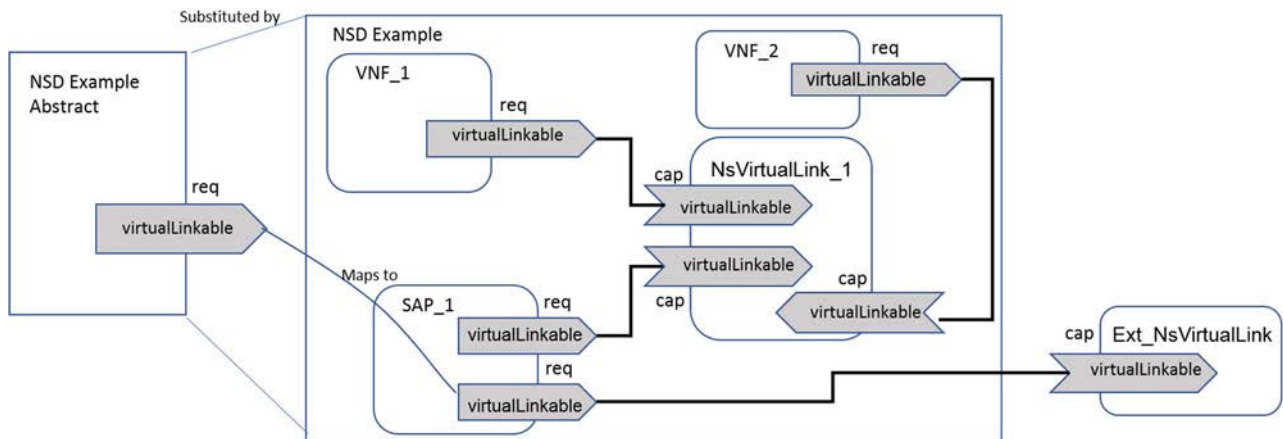 Substituted by
NSD Example
Abstract
req
virtualLinkable
NSD Example
VNF_1
req
virtualLinkable
VNF_2
req
virtualLinkable
NsVirtualLink_1
cap
virtualLinkable
virtualLinkable
cap
cap
virtualLinkable
Maps to
SAP_1
req
virtualLinkable
req
virtualLinkable
Ext_NsVirtualLink
cap
virtualLinkable